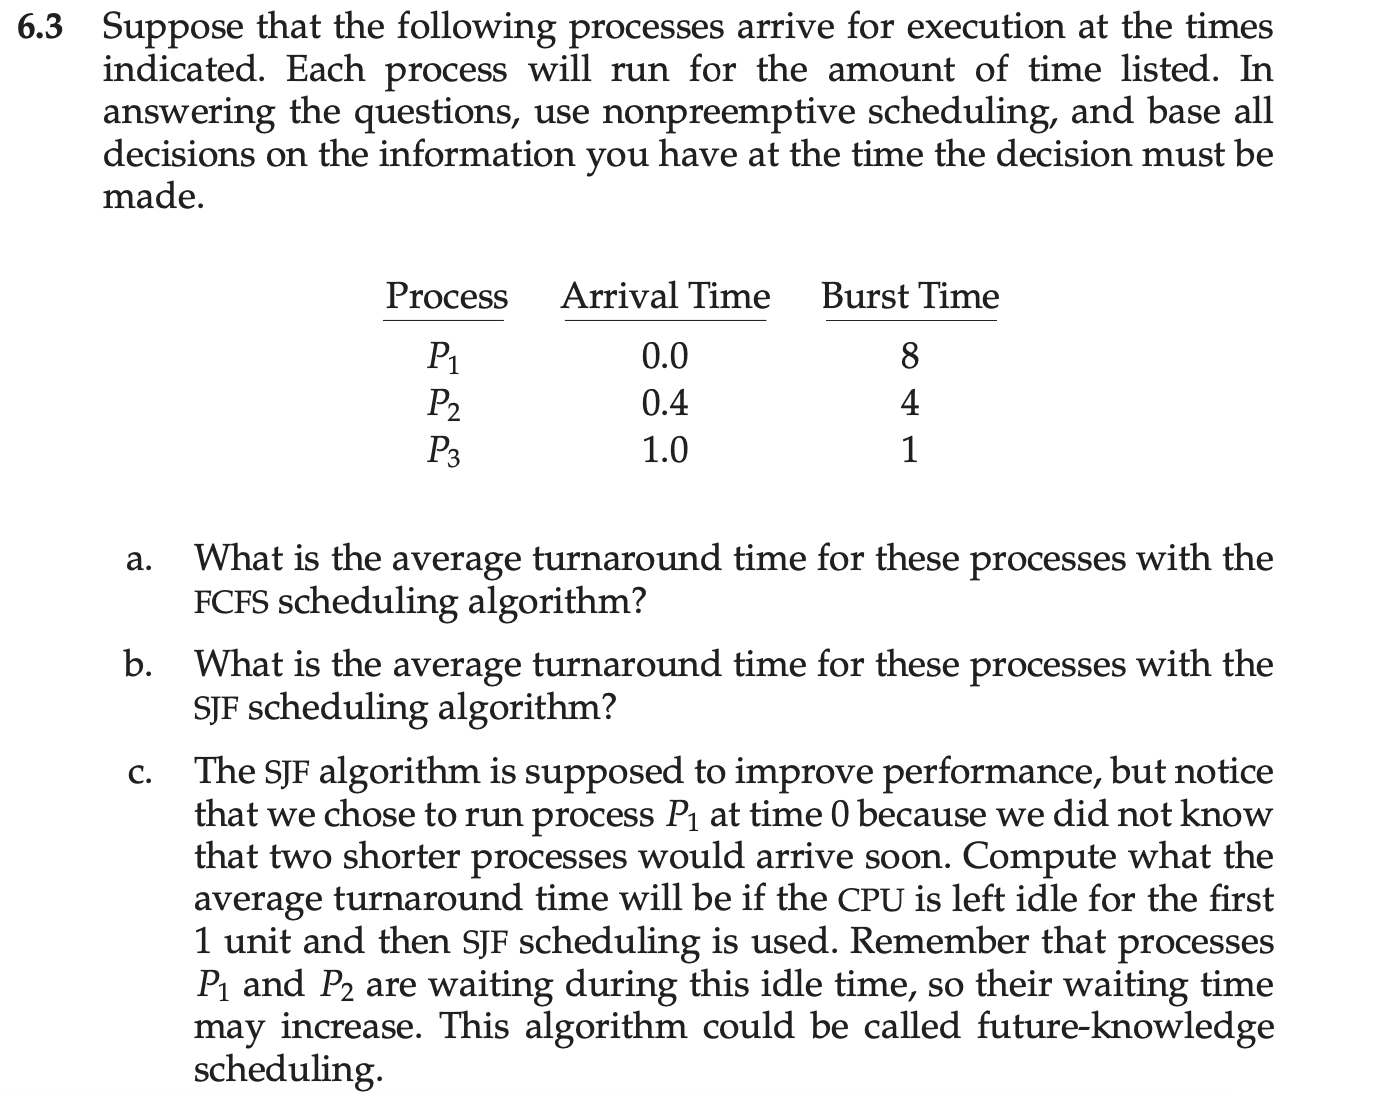 6.3 Suppose that the following processes arrive for execution at the times
indicated. Each process will run for the amount of time listed. In
answering the questions, use nonpreemptive scheduling, and base all
decisions on the information you have at the time the decision must be
made.
Process Arrival Time Burst Time
P1 0.0 8
P2 0.4 4
P3 1.0 1
a. What is the average turnaround time for these processes with the
FCFS scheduling algorithm?
b. What is the average turnaround time for these processes with the
SJF scheduling algorithm?
c. The SJF algorithm is supposed to improve performance, but notice
that we chose to run process P1 at time 0 because we did not know
that two shorter processes would arrive soon. Compute what the
average turnaround time will be if the CPU is left idle for the first
1 unit and then SJF scheduling is used. Remember that processes
P1 and P2 are waiting during this idle time, so their waiting time
may increase. This algorithm could be called future-knowledge
scheduling.